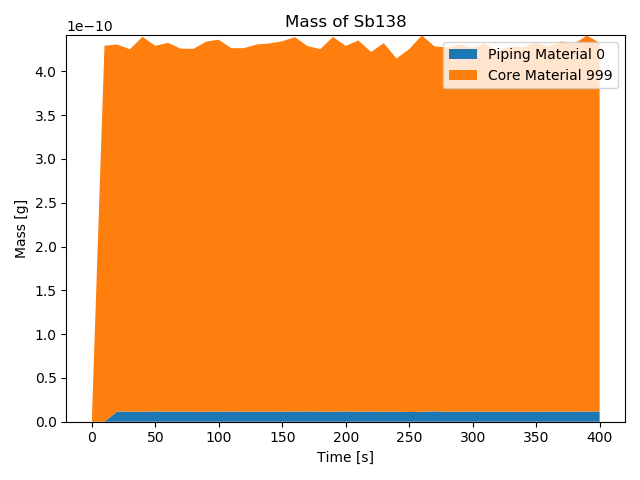 Mass of Sb138
1e−10
Piping Material 0
Core Material 999
Mass [g]
4.0
3.5
3.0
2.5
2.0
1.5
1.0
0.5
0.0
0 50 100 150 200 250 300 350 400
Time [s]